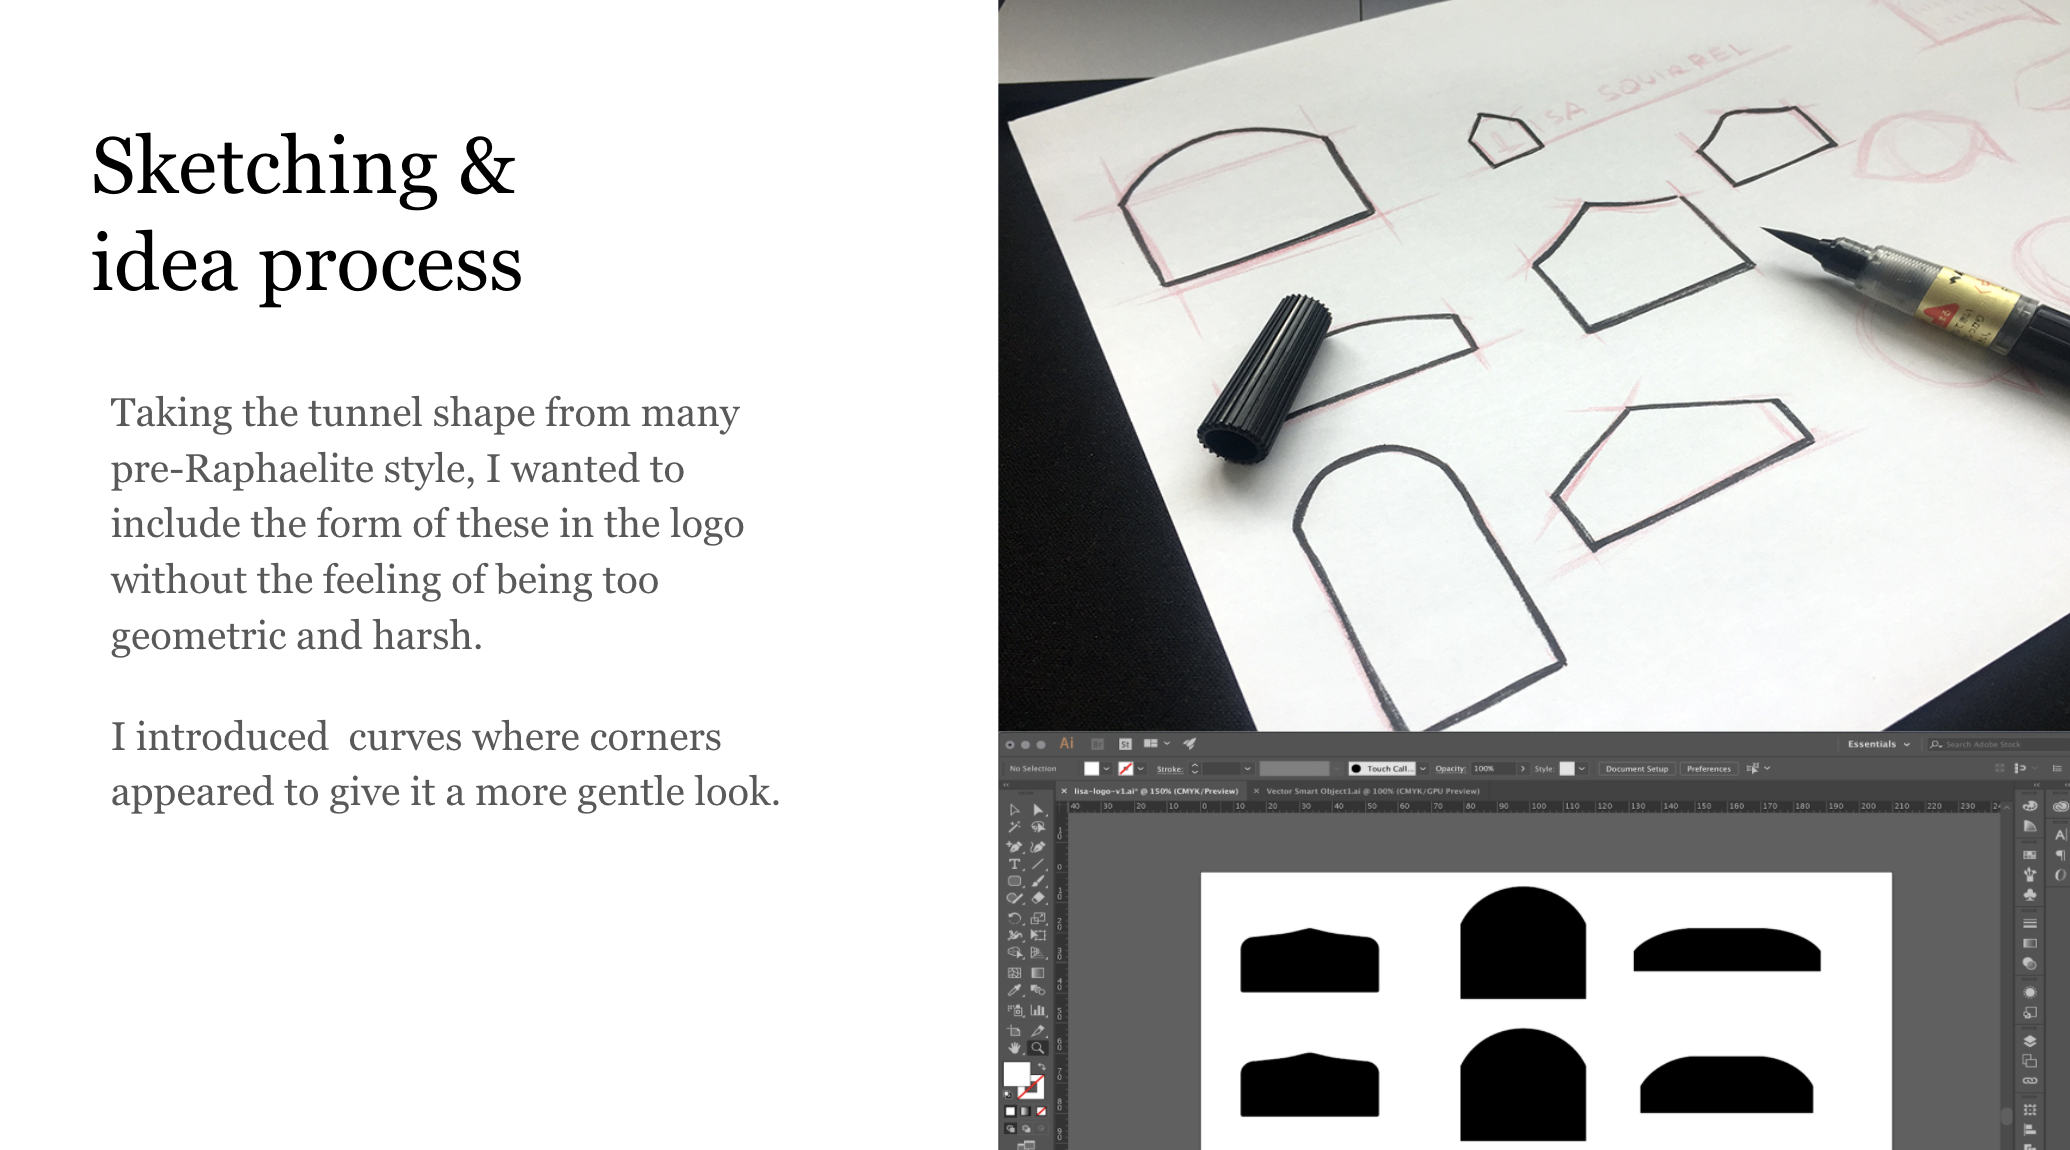 Sketching &
idea process
Taking the tunnel shape from many
pre-Raphaelite style, I wanted to
include the form of these in the logo
without the feeling of being too
geometric and harsh.
I introduced  curves where corners
appeared to give it a more gentle look.
LISA SQUIRREL
Ai
Br
St
Essentials
Search Adobe Stock
No Selection
Stroke:
Touch Call...
Opacity:
100%
Style:
Document Setup
Preferences
lisa-logo-v1.ai* @ 150% (CMYK/Preview)
Vector Smart Object1.ai @ 100% (CMYK/GPU Preview)
40 30 20 10 0 10 20 30 40 50 60 70 80 90 100 110 120 130 140 150 160 170 180 190 200 210 220 230